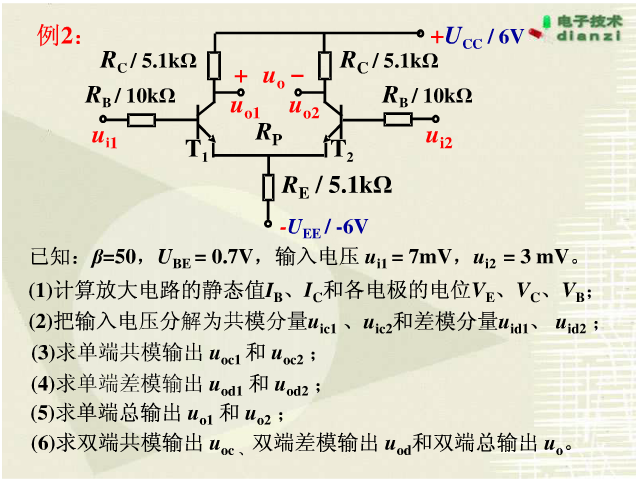 例2：
电子技术
dianzi
+UCC / 6V
RC / 5.1kΩ
+ uo −
RC / 5.1kΩ
RB / 10kΩ
uo1
uo2
RB / 10kΩ
ui1
T1
RP
T2
ui2
RE / 5.1kΩ
-UEE / -6V
已知：β=50，UBE = 0.7V，输入电压 ui1 = 7mV，ui2 = 3 mV。
(1)计算放大电路的静态值IB、IC和各电极的电位VE、VC、VB；
(2)把输入电压分解为共模分量uic1 、uic2和差模分量uid1、 uid2 ；
(3)求单端共模输出 uoc1 和 uoc2 ；
(4)求单端差模输出 uod1 和 uod2 ；
(5)求单端总输出 uo1 和 uo2 ；
(6)求双端共模输出 uoc 、双端差模输出 uod和双端总输出 uo。